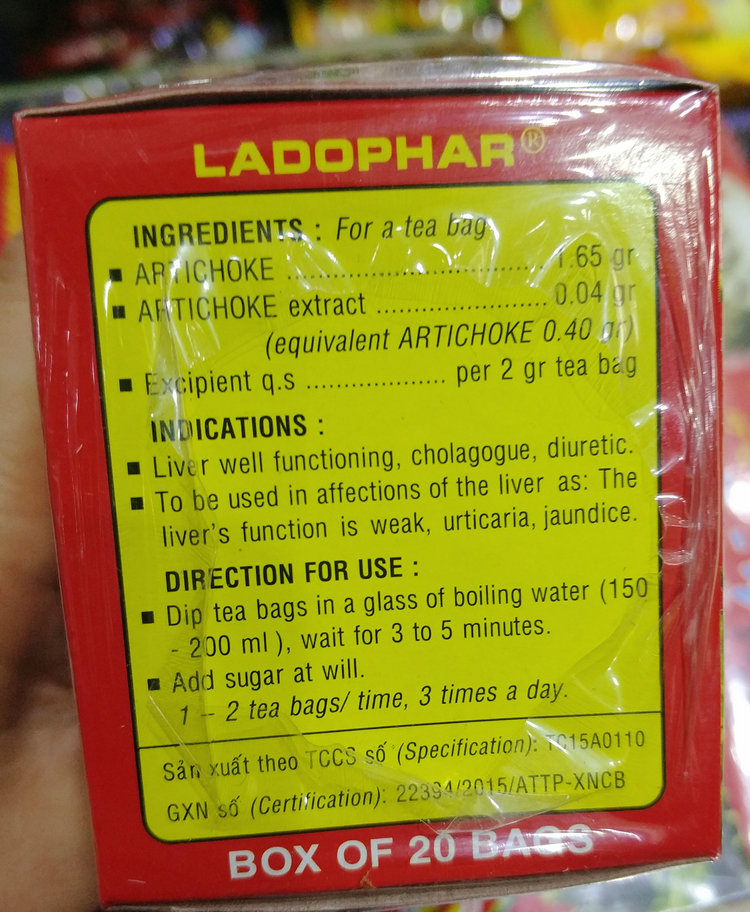 LADOPHAR®
INGREDIENTS : For a tea bag
■ ARTICHOKE ................................ 1.65 gr
■ ARTICHOKE extract ....................... 0.04 gr
(equivalent ARTICHOKE 0.40 gr)
■ Excipient q.s ................... per 2 gr tea bag
INDICATIONS :
■ Liver well functioning, cholagogue, diuretic.
■ To be used in affections of the liver as: The
liver's function is weak, urticaria, jaundice.
DIRECTION FOR USE :
■ Dip tea bags in a glass of boiling water (150
- 200 ml ), wait for 3 to 5 minutes.
■ Add sugar at will.
1 – 2 tea bags/ time, 3 times a day.
Sản xuất theo TCCS số (Specification): TC15A0110
GXN số (Certification): 22394/2015/ATTP-XNCB
BOX OF 20 BAGS